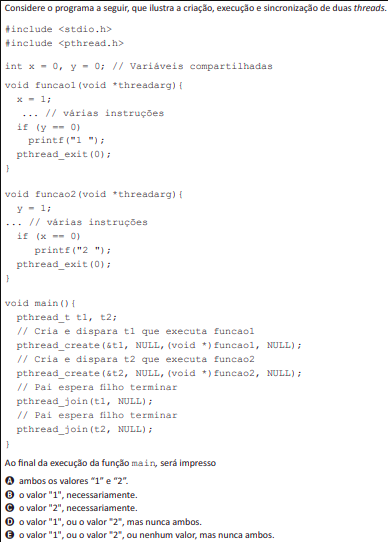 Considere o programa a seguir, que ilustra a criação, execução e sincronização de duas threads.
#include <stdio.h>
#include <pthread.h>
int x = 0, y = 0; // Variáveis compartilhadas
void funcao1(void *threadarg){
x = 1;
... // várias instruções
if (y == 0)
printf("1 ");
pthread_exit(0);
}
void funcao2(void *threadarg){
y = 1;
... // várias instruções
if (x == 0)
printf("2 ");
pthread_exit(0);
}
void main(){
pthread_t t1, t2;
// Cria e dispara t1 que executa funcao1
pthread_create(&t1, NULL,(void *)funcao1, NULL);
// Cria e dispara t2 que executa funcao2
pthread_create(&t2, NULL,(void *)funcao2, NULL);
// Pai espera filho terminar
pthread_join(t1, NULL);
// Pai espera filho terminar
pthread_join(t2, NULL);
}
Ao final da execução da função main, será impresso
A ambos os valores "1" e "2".
B o valor "1", necessariamente.
C o valor "2", necessariamente.
D o valor "1", ou o valor "2", mas nunca ambos.
E o valor "1", ou o valor "2", ou nenhum valor, mas nunca ambos.